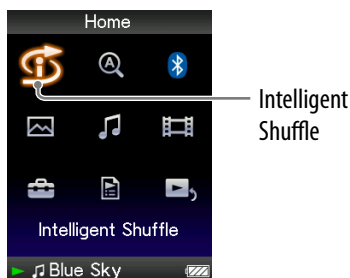 Home
Intelligent
Shuffle
Intelligent Shuffle
Blue Sky